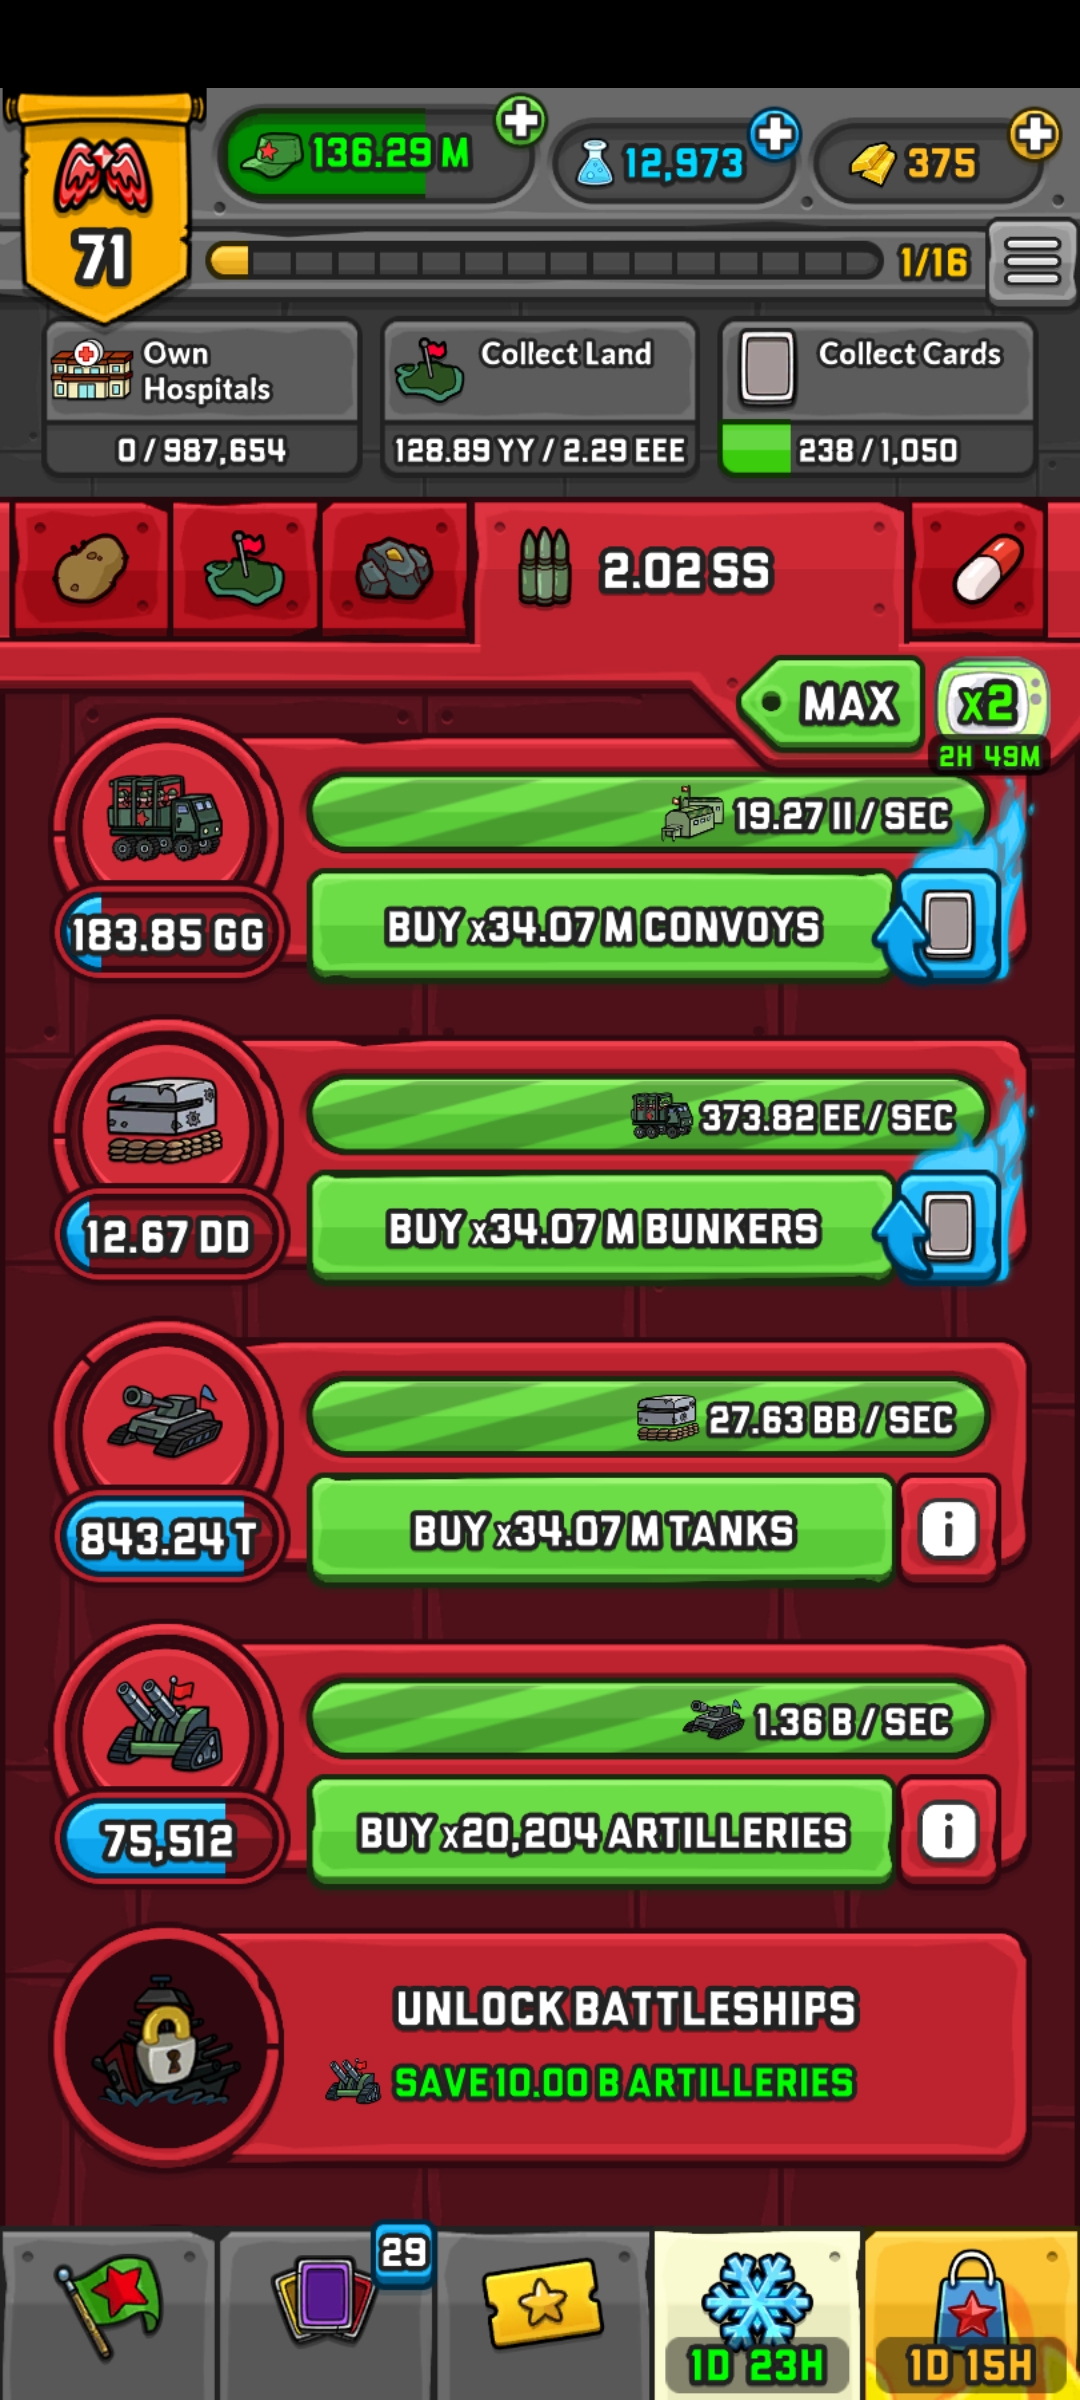 136.29 M
12,973
375
71
1/16
Own
Hospitals
Collect Land
Collect Cards
0 / 987,654
128.89 YY / 2.29 EEE
238 / 1,050
2.02 SS
MAX
x2
2H 49M
19.27 II / SEC
183.85 GG
BUY x34.07 M CONVOYS
373.82 EE / SEC
12.67 DD
BUY x34.07 M BUNKERS
27.63 BB / SEC
843.24 T
BUY x34.07 M TANKS
i
1.36 B / SEC
75,512
BUY x20,204 ARTILLERIES
i
UNLOCK BATTLESHIPS
SAVE 10.00 B ARTILLERIES
29
1D 23H
1D 15H